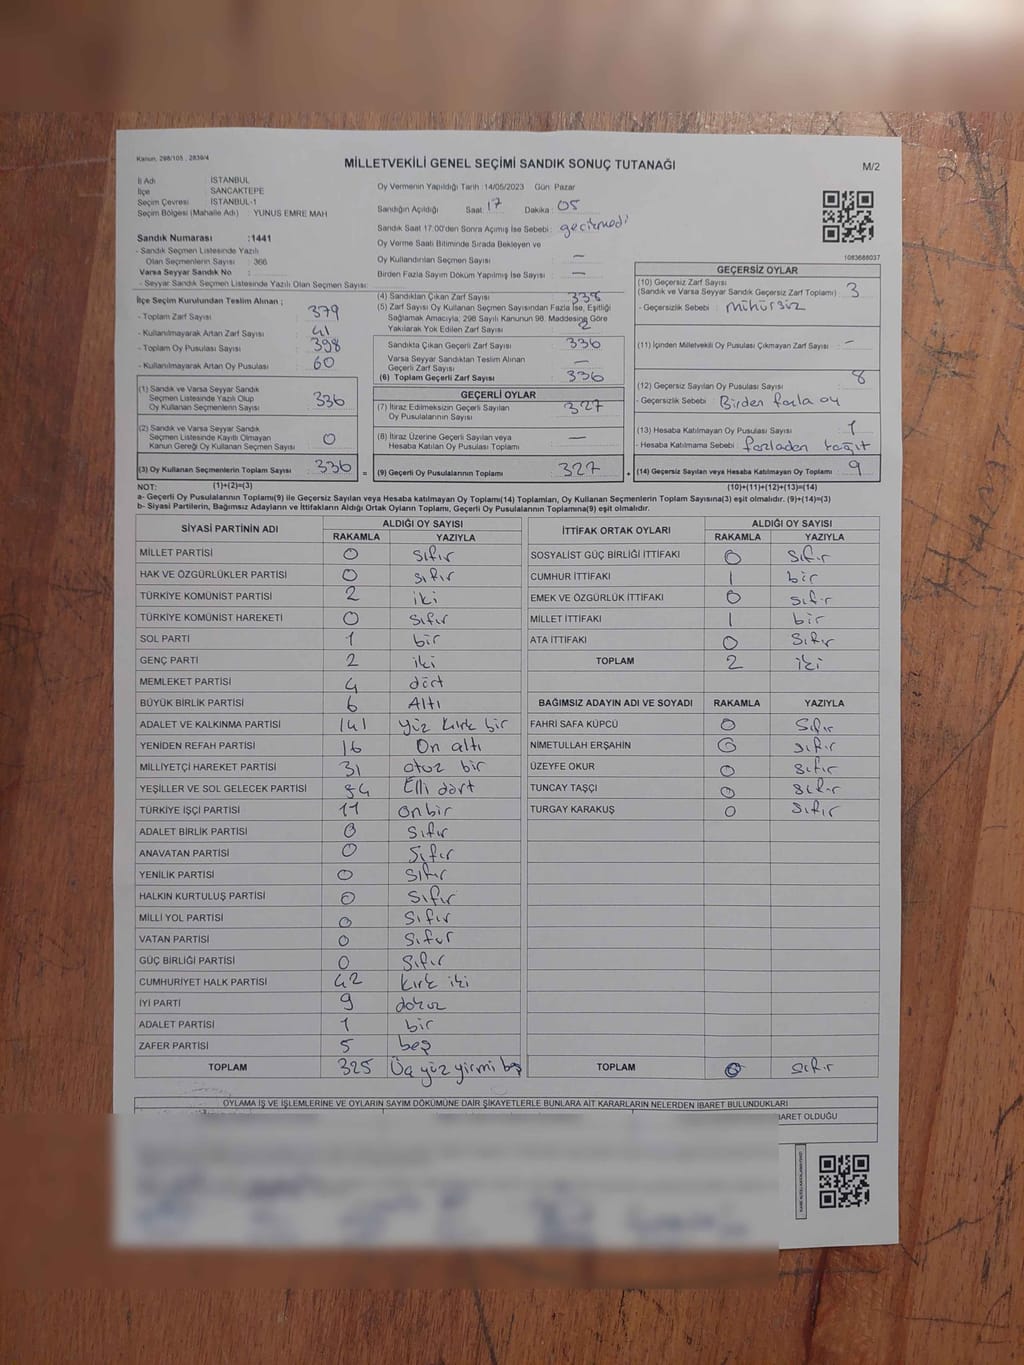 Kanun, 298/105 , 2839/4
MİLLETVEKİLİ GENEL SEÇİMİ SANDIK SONUÇ TUTANAĞI
M/2
İl Adı : İSTANBUL
İlçe : SANCAKTEPE
Seçim Çevresi : İSTANBUL-1
Seçim Bölgesi (Mahalle Adı) YUNUS EMRE MAH
Sandık Numarası :1441
- Sandık Seçmen Listesinde Yazılı
Olan Seçmenlerin Sayısı : 366
Varsa Seyyar Sandık No :
- Seyyar Sandık Seçmen Listesinde Yazılı Olan Seçmen Sayısı:
Oy Vermenin Yapıldığı Tarih :14/05/2023 Gün: Pazar
Sandığın Açıldığı Saat: 17 Dakika : 05
Sandık Saat 17:00'den Sonra Açımış İse Sebebi : gecikmedi
Oy Verme Saati Bitiminde Sırada Bekleyen ve
Oy Kullandırılan Seçmen Sayısı : —
Birden Fazla Sayım Döküm Yapılmış İse Sayısı : —
1083688037
İlçe Seçim Kurulundan Teslim Alınan ;
- Toplam Zarf Sayısı : 379
- Kullanılmayarak Artan Zarf Sayısı : 41
- Toplam Oy Pusulası Sayısı : 398
- Kullanılmayarak Artan Oy Pusulası : 60
(1) Sandık ve Varsa Seyyar Sandık
Seçmen Listesinde Yazılı Olup
Oy Kullanan Seçmenlerin Sayısı : 336
(2) Sandık ve Varsa Seyyar Sandık
Seçmen Listesinde Kayıtlı Olmayan
Kanun Gereği Oy Kullanan Seçmen Sayısı : 0
(3) Oy Kullanan Seçmenlerin Toplam Sayısı : 336 =
(4) Sandıktan Çıkan Zarf Sayısı : 338
(5) Zarf Sayısı Oy Kullanan Seçmen Sayısından Fazla İse, Eşitliği
Sağlamak Amacıyla; 298 Sayılı Kanunun 98. Maddesine Göre
Yakılarak Yok Edilen Zarf Sayısı : 2
Sandıkta Çıkan Geçerli Zarf Sayısı : 336
Varsa Seyyar Sandıktan Teslim Alınan
Geçerli Zarf Sayısı : —
(6) Toplam Geçerli Zarf Sayısı : 336
GEÇERLİ OYLAR
(7) İtiraz Edilmeksizin Geçerli Sayılan
Oy Pusulalarının Sayısı : 327
(8) İtiraz Üzerine Geçerli Sayılan veya
Hesaba Katılan Oy Pusulası Toplamı : —
(9) Geçerli Oy Pusulalarının Toplamı : 327 +
GEÇERSİZ OYLAR
(10) Geçersiz Zarf Sayısı
(Sandık ve Varsa Seyyar Sandık Geçersiz Zarf Toplamı) : 3
- Geçersizlik Sebebi : mühürsüz
(11) İçinden Milletvekili Oy Pusulası Çıkmayan Zarf Sayısı : -
(12) Geçersiz Sayılan Oy Pusulası Sayısı : 8
- Geçersizlik Sebebi : Birden fazla oy
(13) Hesaba Katılmayan Oy Pusulası Sayısı : 1
- Hesaba Katılmama Sebebi : fazladan kağıt
(14) Geçersiz Sayılan veya Hesaba Katılmayan Oy Toplamı : 9
NOT: (1)+(2)=(3) (10)+(11)+(12)+(13)=(14)
a- Geçerli Oy Pusulalarının Toplamı(9) ile Geçersiz Sayılan veya Hesaba katılmayan Oy Toplamı(14) Toplamları, Oy Kullanan Seçmenlerin Toplam Sayısına(3) eşit olmalıdır. (9)+(14)=(3)
b- Siyasi Partilerin, Bağımsız Adayların ve İttifakların Aldığı Ortak Oyların Toplamı, Geçerli Oy Pusulalarının Toplamına(9) eşit olmalıdır.
SİYASİ PARTİNİN ADI ALDIĞI OY SAYISI
RAKAMLA YAZIYLA
MİLLET PARTİSİ 0 sıfır
HAK VE ÖZGÜRLÜKLER PARTİSİ 0 sıfır
TÜRKİYE KOMÜNİST PARTİSİ 2 iki
TÜRKİYE KOMÜNİST HAREKETİ 0 sıfır
SOL PARTİ 1 bir
GENÇ PARTİ 2 iki
MEMLEKET PARTİSİ 4 dört
BÜYÜK BİRLİK PARTİSİ 6 Altı
ADALET VE KALKINMA PARTİSİ 141 yüz kırk bir
YENİDEN REFAH PARTİSİ 16 On altı
MİLLİYETÇİ HAREKET PARTİSİ 31 otuz bir
YEŞİLLER VE SOL GELECEK PARTİSİ 54 Elli dört
TÜRKİYE İŞÇİ PARTİSİ 11 onbir
ADALET BİRLİK PARTİSİ 0 sıfır
ANAVATAN PARTİSİ 0 sıfır
YENİLİK PARTİSİ 0 sıfır
HALKIN KURTULUŞ PARTİSİ 0 sıfır
MİLLİ YOL PARTİSİ 0 sıfır
VATAN PARTİSİ 0 sıfır
GÜÇ BİRLİĞİ PARTİSİ 0 sıfır
CUMHURİYET HALK PARTİSİ 42 kırk iki
İYİ PARTİ 9 dokuz
ADALET PARTİSİ 1 bir
ZAFER PARTİSİ 5 beş
TOPLAM 325 Üç yüz yirmi beş
İTTİFAK ORTAK OYLARI ALDIĞI OY SAYISI
RAKAMLA YAZIYLA
SOSYALİST GÜÇ BİRLİĞİ İTTİFAKI 0 sıfır
CUMHUR İTTİFAKI 1 bir
EMEK VE ÖZGÜRLÜK İTTİFAKI 0 sıfır
MİLLET İTTİFAKI 1 bir
ATA İTTİFAKI 0 sıfır
TOPLAM 2 iki
BAĞIMSIZ ADAYIN ADI VE SOYADI RAKAMLA YAZIYLA
FAHRİ SAFA KÜPCÜ 0 sıfır
NİMETULLAH ERŞAHİN 0 sıfır
ÜZEYFE OKUR 0 sıfır
TUNCAY TAŞÇI 0 sıfır
TURGAY KARAKUŞ 0 sıfır
TOPLAM 0 sıfır
OYLAMA İŞ VE İŞLEMLERİNE VE OYLARIN SAYIM DÖKÜMÜNE DAİR ŞİKAYETLERLE BUNLARA AİT KARARLARIN NELERDEN İBARET BULUNDUKLARI
BARET OLDUĞU